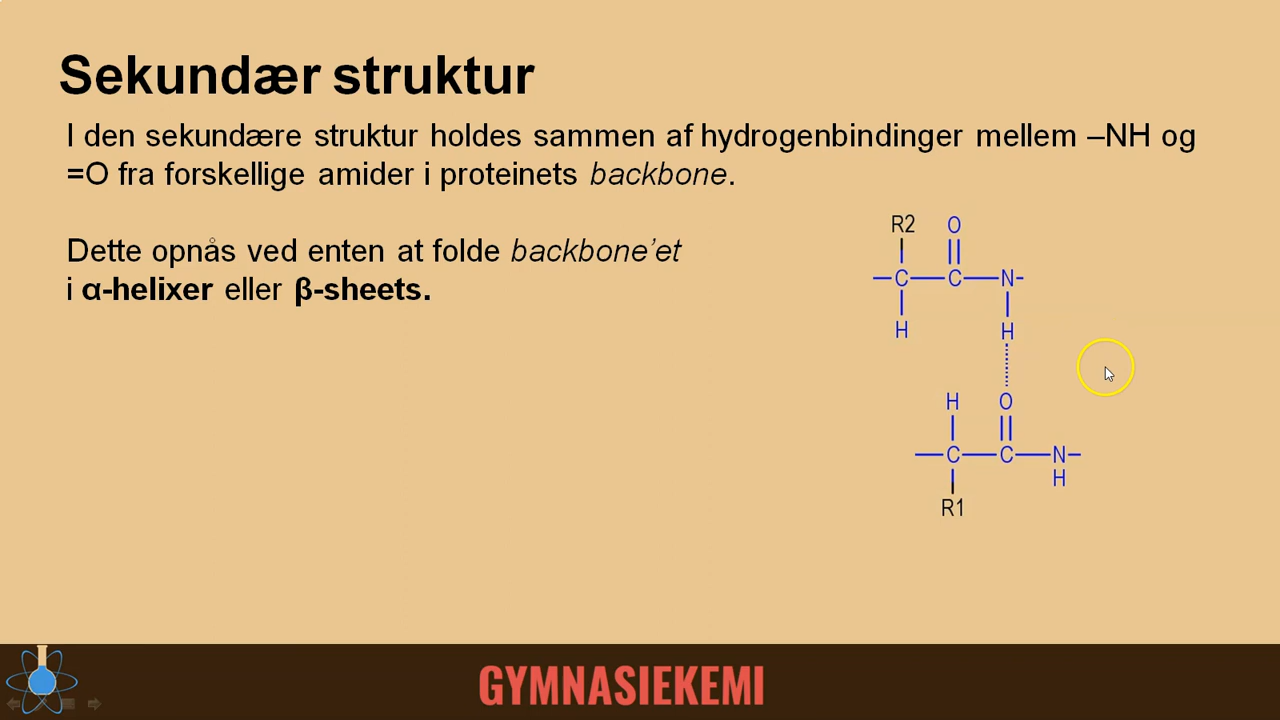 Sekundær struktur
I den sekundære struktur holdes sammen af hydrogenbindinger mellem –NH og
=O fra forskellige amider i proteinets backbone.
Dette opnås ved enten at folde backbone’et
i α-helixer eller β-sheets.
R2 O
C C N
H H
H O
C C N
H
R1
GYMNASIEKEMI